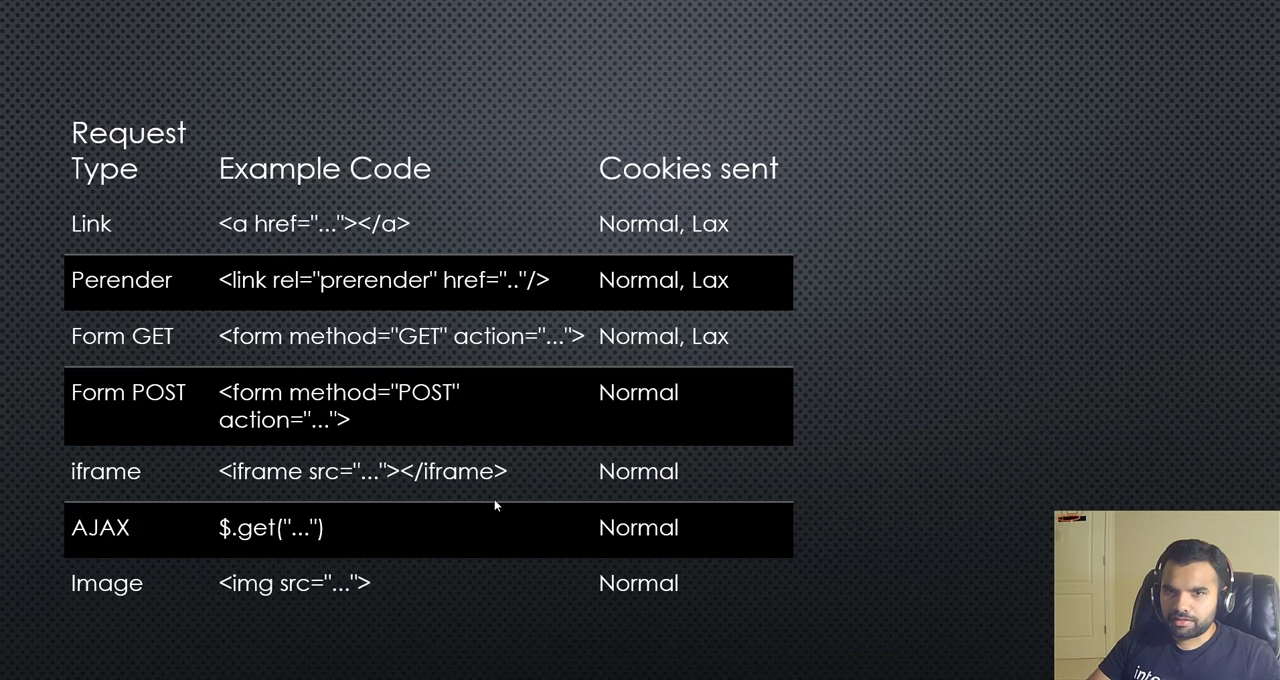 Request
Type
Example Code
Cookies sent
Link
<a href="..."></a>
Normal, Lax
Perender
<link rel="prerender" href=".."/>
Normal, Lax
Form GET
<form method="GET" action="...">
Normal, Lax
Form POST
<form method="POST"
action="...">
Normal
iframe
<iframe src="..."></iframe>
Normal
AJAX
$.get("...")
Normal
Image
<img src="...">
Normal